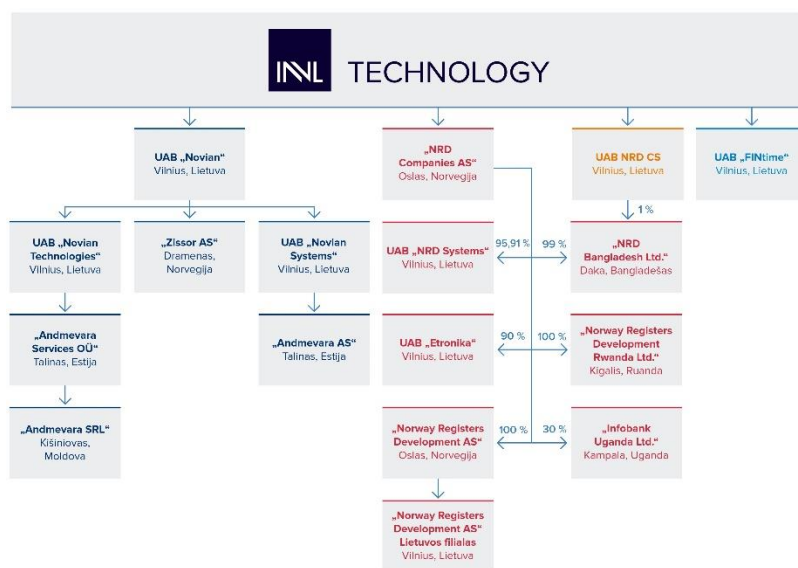 INVL TECHNOLOGY
UAB „Novian“
Vilnius, Lietuva
„NRD
Companies AS“
Oslas, Norvegija
UAB NRD CS
Vilnius, Lietuva
UAB „FINtime“
Vilnius, Lietuva
1 %
UAB „Novian
Technologies“
Vilnius, Lietuva
„Zissor AS“
Dramenas,
Norvegija
UAB „Novian
Systems“
Vilnius, Lietuva
UAB „NRD Systems“
Vilnius, Lietuva
95,91 %
99 %
„NRD
Bangladesh Ltd.“
Daka, Bangladešas
„Andmevara
Services OÜ“
Talinas, Estija
„Andmevara AS“
Talinas, Estija
UAB „Etronika“
Vilnius, Lietuva
90 %
100 %
„Norway Registers
Development
Rwanda Ltd.“
Kigalis, Ruanda
„Andmevara SRL“
Kišiniovas,
Moldova
„Norway Registers
Development AS“
Oslas, Norvegija
100 %
30 %
„Infobank
Uganda Ltd.“
Kampala, Uganda
„Norway Registers
Development AS“
Lietuvos filialas
Vilnius, Lietuva